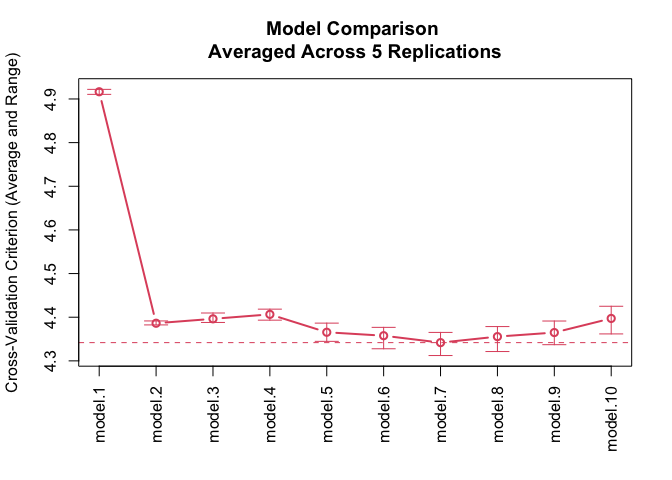 Model Comparison
Averaged Across 5 Replications
Cross-Validation Criterion (Average and Range)
4.9
4.8
4.7
4.6
4.5
4.4
4.3
model.1
model.2
model.3
model.4
model.5
model.6
model.7
model.8
model.9
model.10